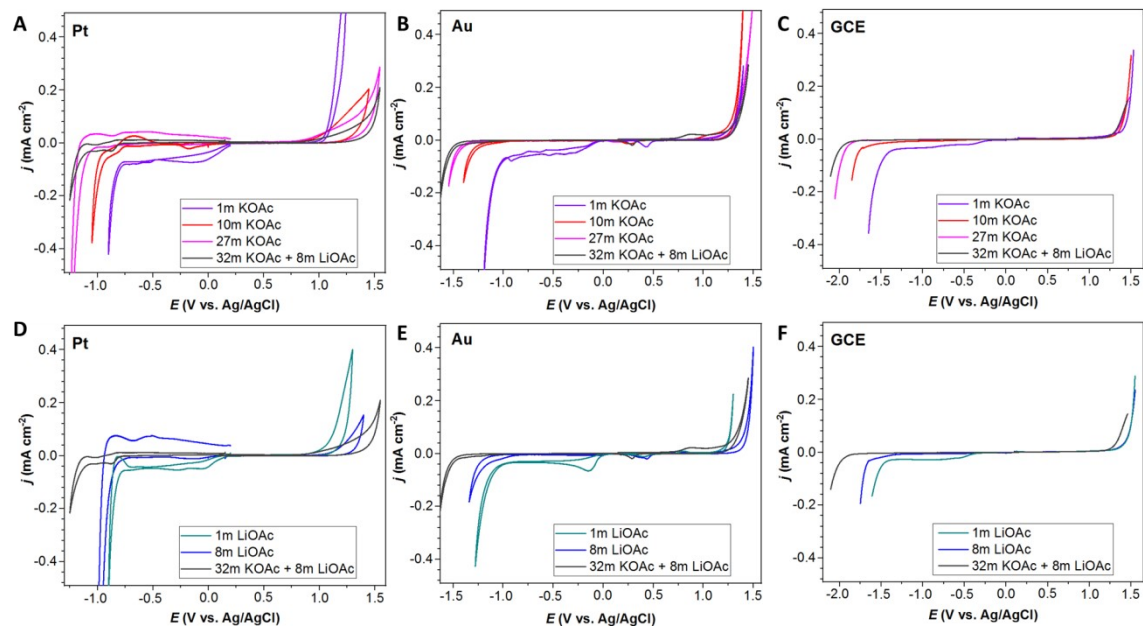 A
Pt
0.4
0.2
0.0
-0.2
-0.4
j (mA cm⁻²)
1m KOAc
10m KOAc
27m KOAc
32m KOAc + 8m LiOAc
-1.0 -0.5 0.0 0.5 1.0 1.5
E (V vs. Ag/AgCl)
B
Au
0.4
0.2
0.0
-0.2
-0.4
j (mA cm⁻²)
1m KOAc
10m KOAc
27m KOAc
32m KOAc + 8m LiOAc
-1.5 -1.0 -0.5 0.0 0.5 1.0 1.5
E (V vs. Ag/AgCl)
C
GCE
0.4
0.2
0.0
-0.2
-0.4
j (mA cm⁻²)
1m KOAc
10m KOAc
27m KOAc
32m KOAc + 8m LiOAc
-2.0 -1.5 -1.0 -0.5 0.0 0.5 1.0 1.5
E (V vs. Ag/AgCl)
D
Pt
0.4
0.2
0.0
-0.2
-0.4
j (mA cm⁻²)
1m LiOAc
8m LiOAc
32m KOAc + 8m LiOAc
-1.0 -0.5 0.0 0.5 1.0 1.5
E (V vs. Ag/AgCl)
E
Au
0.4
0.2
0.0
-0.2
-0.4
j (mA cm⁻²)
1m LiOAc
8m LiOAc
32m KOAc + 8m LiOAc
-1.5 -1.0 -0.5 0.0 0.5 1.0 1.5
E (V vs. Ag/AgCl)
F
GCE
0.4
0.2
0.0
-0.2
-0.4
j (mA cm⁻²)
1m LiOAc
8m LiOAc
32m KOAc + 8m LiOAc
-2.0 -1.5 -1.0 -0.5 0.0 0.5 1.0 1.5
E (V vs. Ag/AgCl)